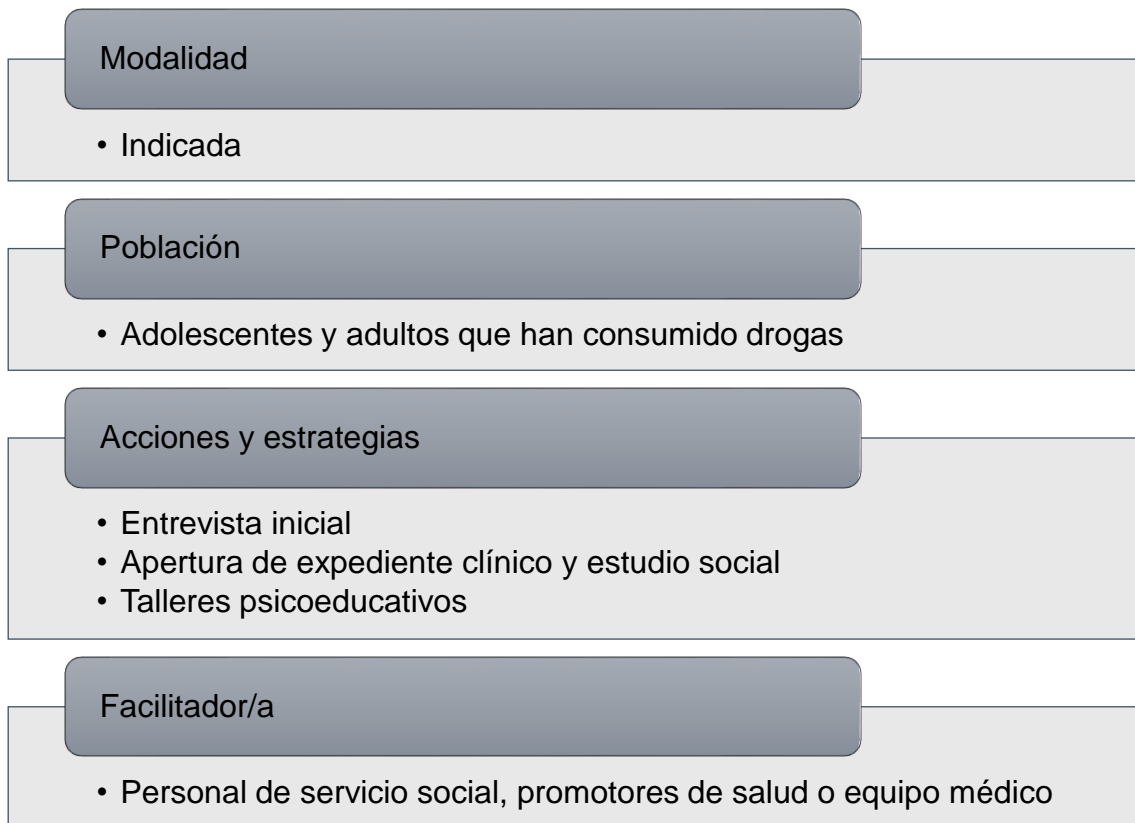 Modalidad
• Indicada
Población
• Adolescentes y adultos que han consumido drogas
Acciones y estrategias
• Entrevista inicial
• Apertura de expediente clínico y estudio social
• Talleres psicoeducativos
Facilitador/a
• Personal de servicio social, promotores de salud o equipo médico